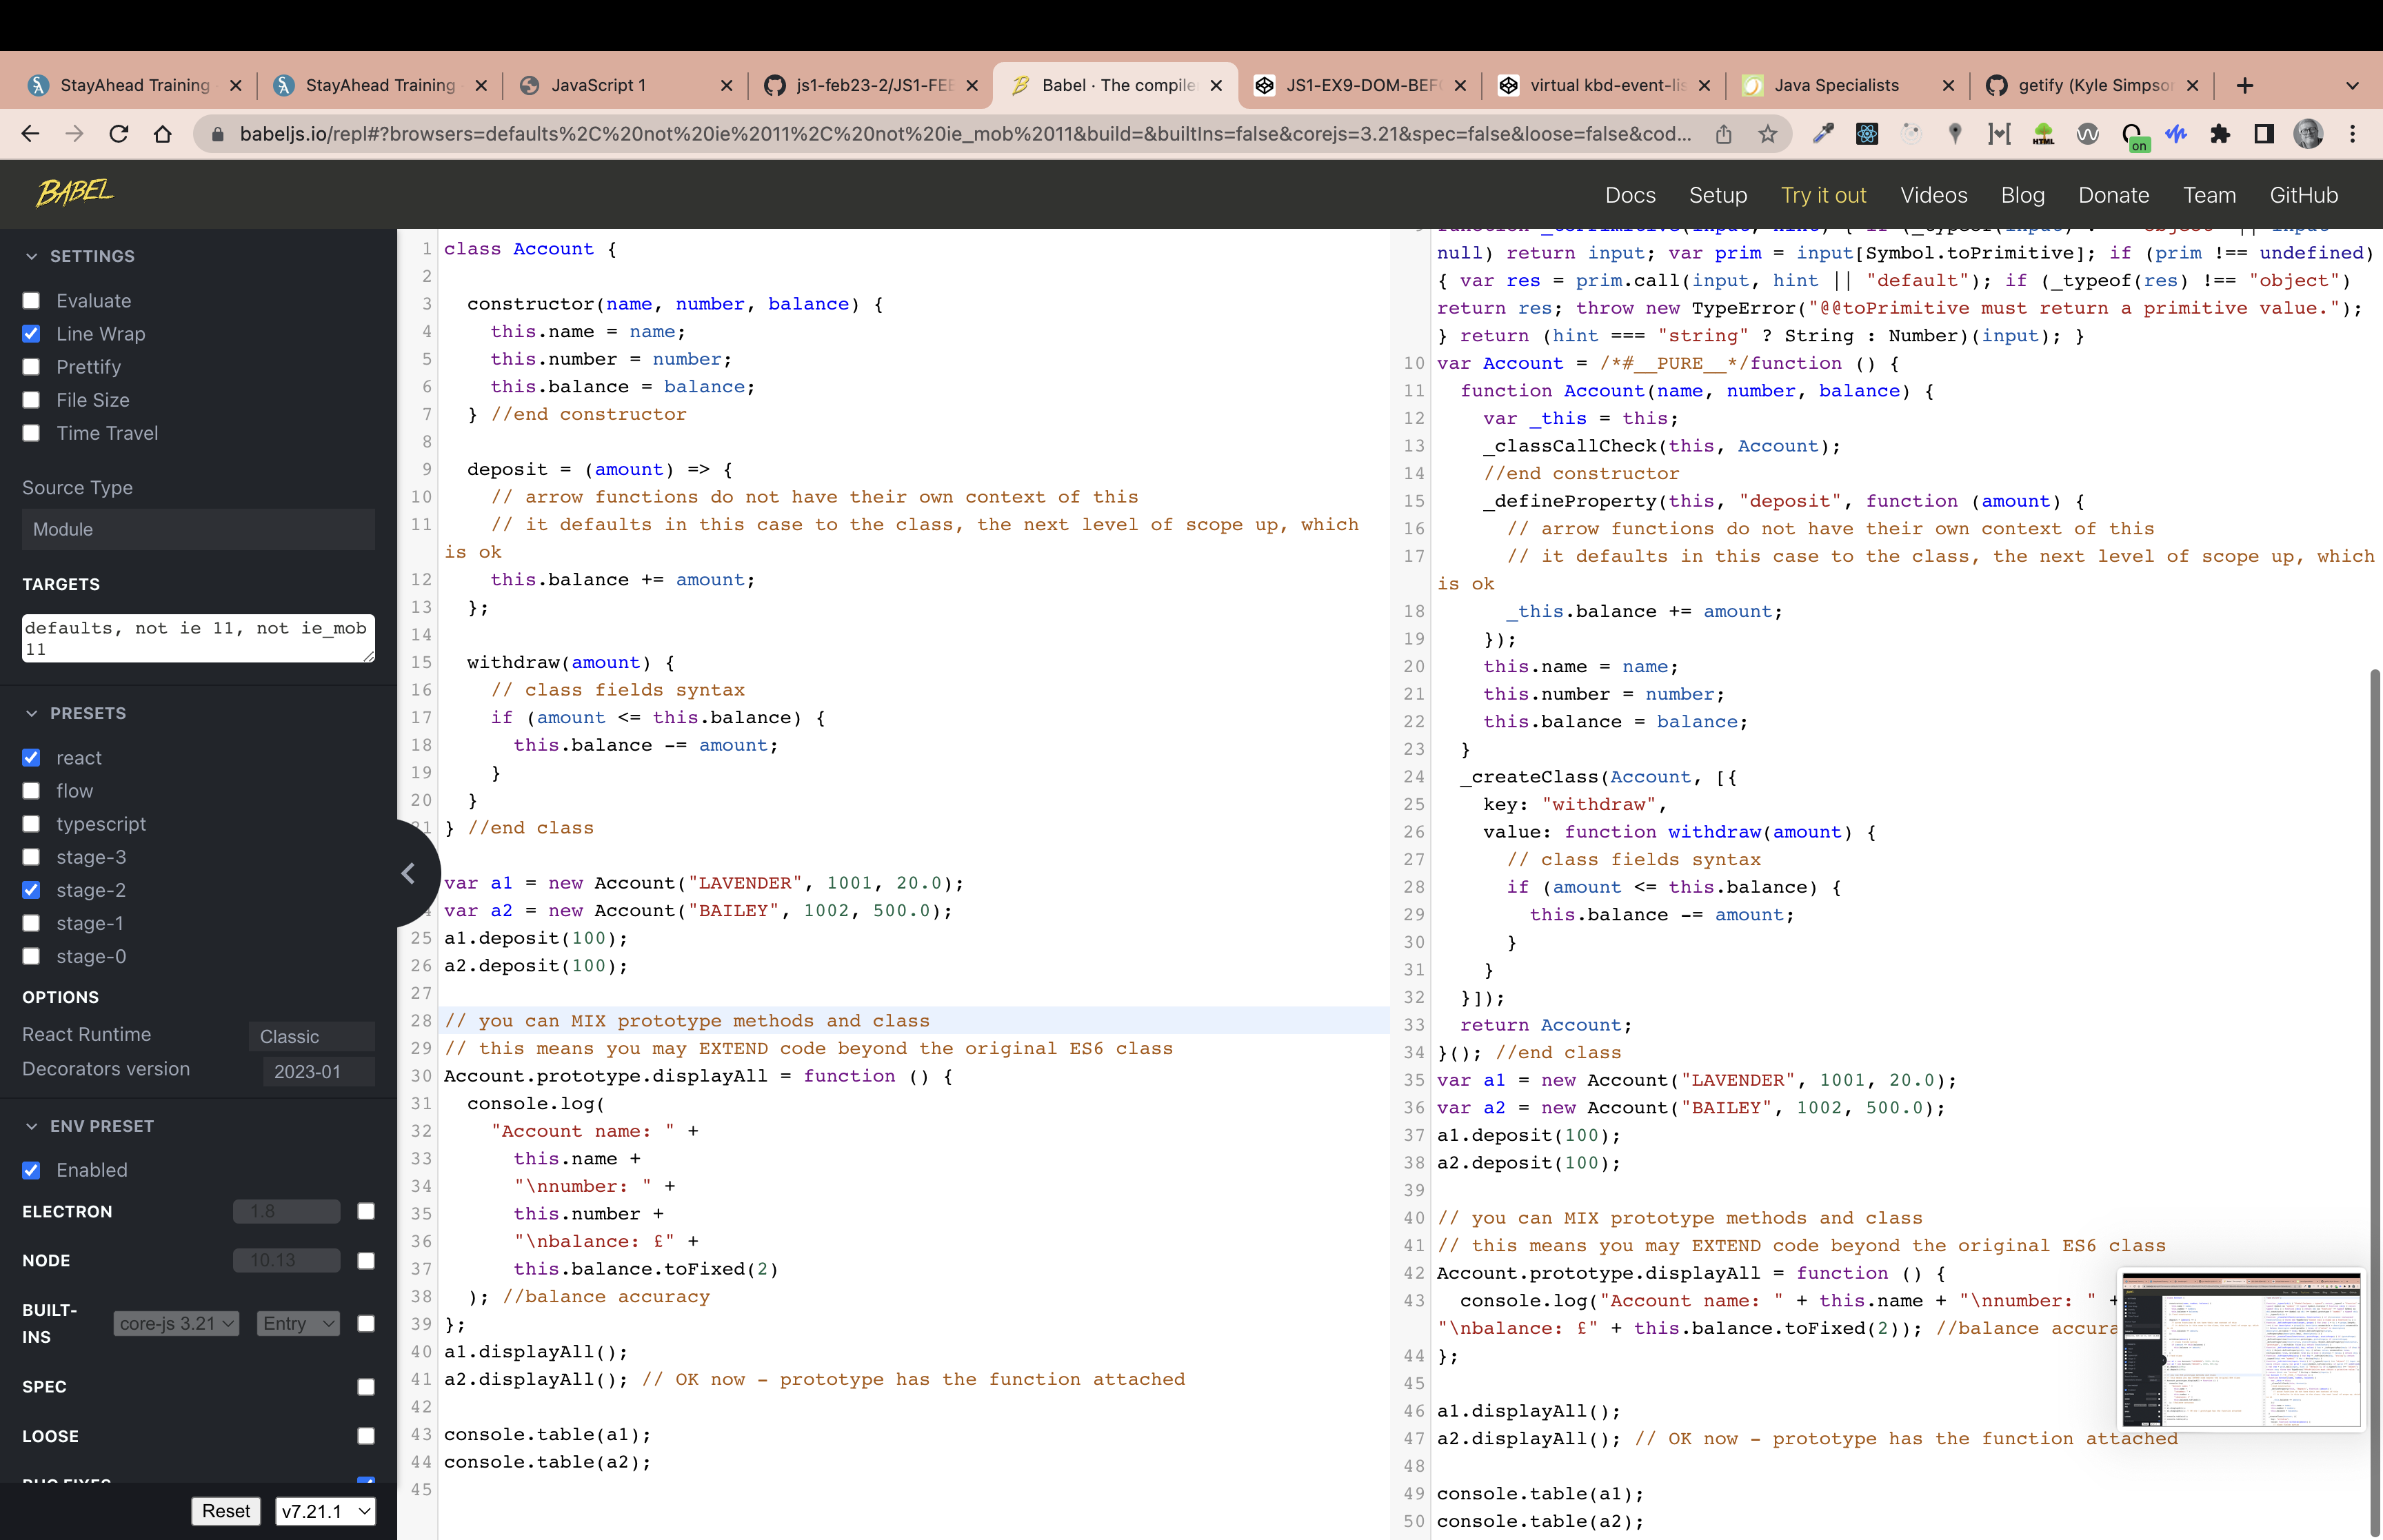 StayAhead Training
StayAhead Training
JavaScript 1
js1-feb23-2/JS1-FEB
Babel · The compile
JS1-EX9-DOM-BEF
virtual kbd-event-lis
Java Specialists
getify (Kyle Simpson
babeljs.io/repl#?browsers=defaults%2C%20not%20ie%2011%2C%20not%20ie_mob%2011&build=&builtIns=false&corejs=3.21&spec=false&loose=false&cod...
HTML
on
BABEL
Docs
Setup
Try it out
Videos
Blog
Donate
Team
GitHub
SETTINGS
Evaluate
Line Wrap
Prettify
File Size
Time Travel
Source Type
Module
TARGETS
defaults, not ie 11, not ie_mob
11
PRESETS
react
flow
typescript
stage-3
stage-2
stage-1
stage-0
OPTIONS
React Runtime Classic
Decorators version 2023-01
ENV PRESET
Enabled
ELECTRON 1.8
NODE 10.13
BUILT-
INS
core-js 3.21 Entry
SPEC
LOOSE
BUG FIXES
Reset v7.21.1
1 class Account {
2
3 constructor(name, number, balance) {
4 this.name = name;
5 this.number = number;
6 this.balance = balance;
7 } //end constructor
8
9 deposit = (amount) => {
10 // arrow functions do not have their own context of this
11 // it defaults in this case to the class, the next level of scope up, which
is ok
12 this.balance += amount;
13 };
14
15 withdraw(amount) {
16 // class fields syntax
17 if (amount <= this.balance) {
18 this.balance -= amount;
19 }
20 }
21 } //end class
var a1 = new Account("LAVENDER", 1001, 20.0);
var a2 = new Account("BAILEY", 1002, 500.0);
25 a1.deposit(100);
26 a2.deposit(100);
27
28 // you can MIX prototype methods and class
29 // this means you may EXTEND code beyond the original ES6 class
30 Account.prototype.displayAll = function () {
31 console.log(
32 "Account name: " +
33 this.name +
34 "\nnumber: " +
35 this.number +
36 "\nbalance: £" +
37 this.balance.toFixed(2)
38 ); //balance accuracy
39 };
40 a1.displayAll();
41 a2.displayAll(); // OK now - prototype has the function attached
42
43 console.table(a1);
44 console.table(a2);
45
null) return input; var prim = input[Symbol.toPrimitive]; if (prim !== undefined)
{ var res = prim.call(input, hint || "default"); if (_typeof(res) !== "object")
return res; throw new TypeError("@@toPrimitive must return a primitive value.");
} return (hint === "string" ? String : Number)(input); }
10 var Account = /*#__PURE__*/function () {
11 function Account(name, number, balance) {
12 var _this = this;
13 _classCallCheck(this, Account);
14 //end constructor
15 _defineProperty(this, "deposit", function (amount) {
16 // arrow functions do not have their own context of this
17 // it defaults in this case to the class, the next level of scope up, which
is ok
18 _this.balance += amount;
19 });
20 this.name = name;
21 this.number = number;
22 this.balance = balance;
23 }
24 _createClass(Account, [{
25 key: "withdraw",
26 value: function withdraw(amount) {
27 // class fields syntax
28 if (amount <= this.balance) {
29 this.balance -= amount;
30 }
31 }
32 }]);
33 return Account;
34 }(); //end class
35 var a1 = new Account("LAVENDER", 1001, 20.0);
36 var a2 = new Account("BAILEY", 1002, 500.0);
37 a1.deposit(100);
38 a2.deposit(100);
39
40 // you can MIX prototype methods and class
41 // this means you may EXTEND code beyond the original ES6 class
42 Account.prototype.displayAll = function () {
43 console.log("Account name: " + this.name + "\nnumber: " +
"\nbalance: £" + this.balance.toFixed(2)); //balance accura
44 };
45
46 a1.displayAll();
47 a2.displayAll(); // OK now - prototype has the function attached
48
49 console.table(a1);
50 console.table(a2);